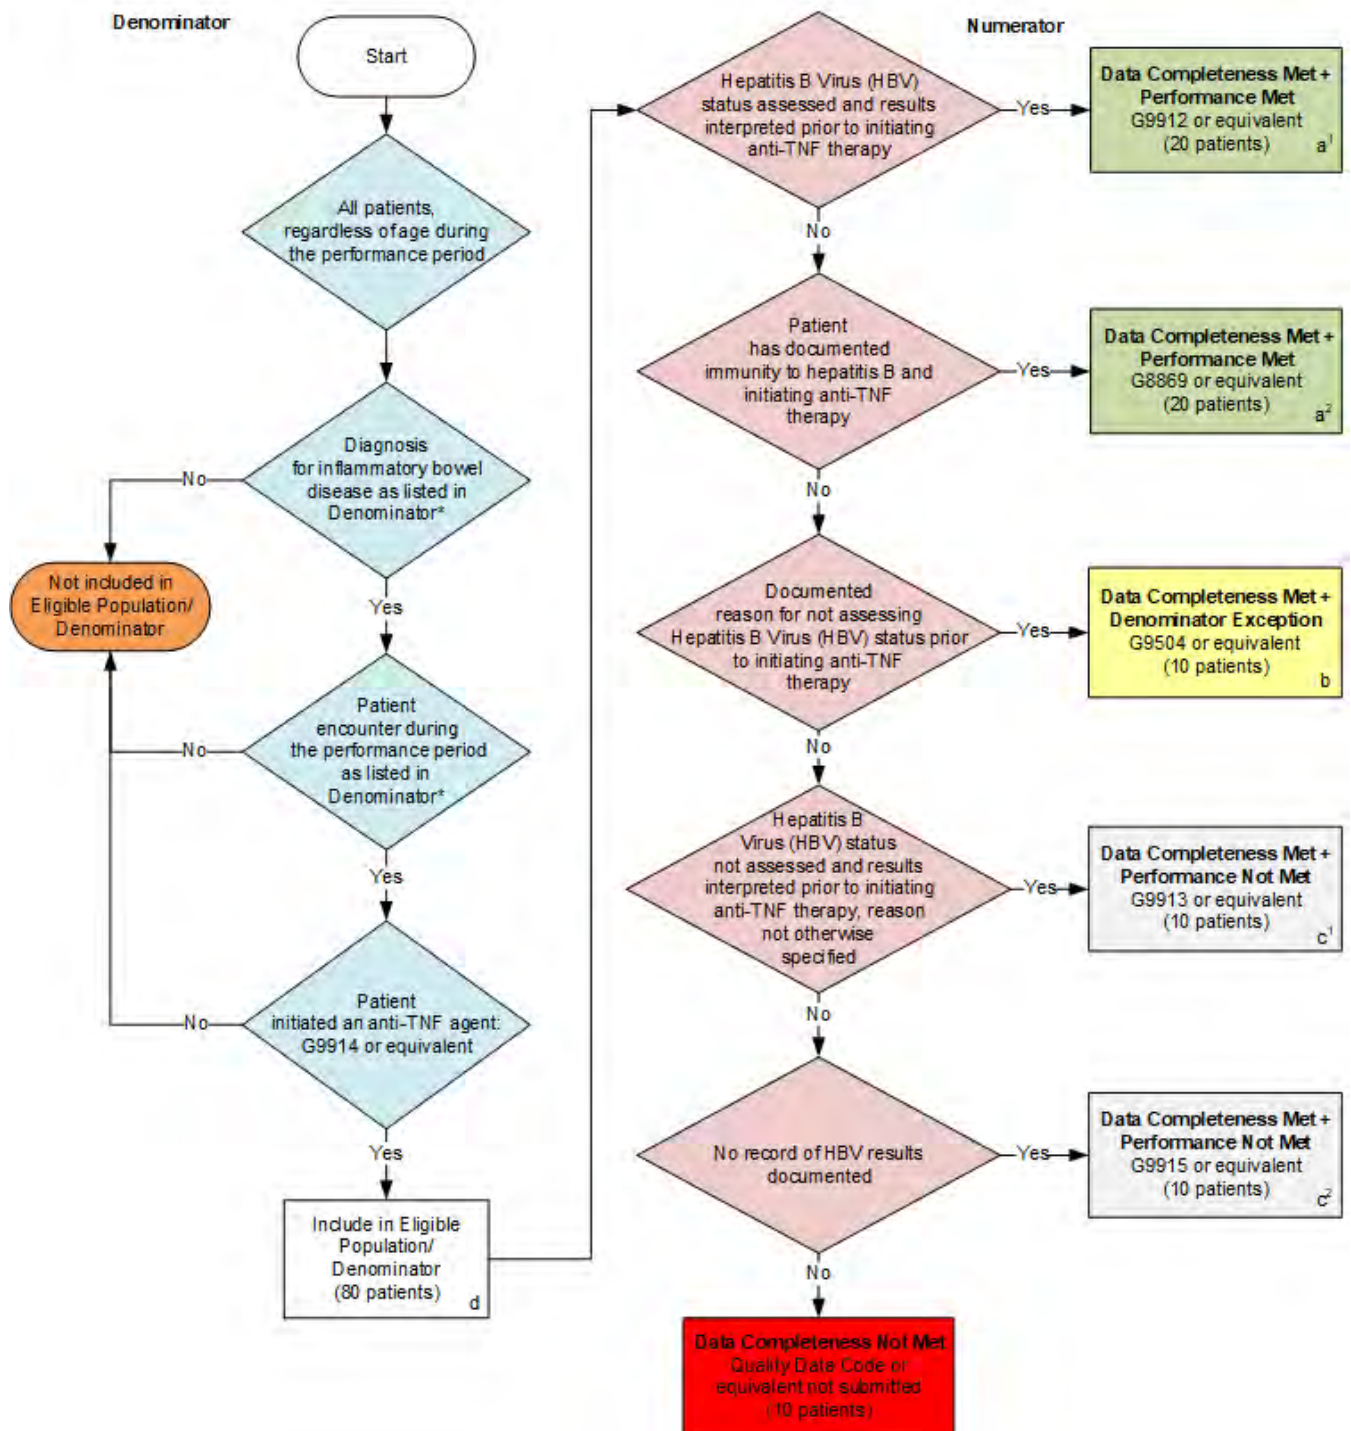 Denominator
Start
All patients,
regardless of age during
the performance period
Diagnosis
for inflammatory bowel
disease as listed in
Denominator*
No
Not included in
Eligible Population/
Denominator
Yes
Patient
encounter during
the performance period
as listed in
Denominator*
No
Yes
Patient
initiated an anti-TNF agent:
G9914 or equivalent
No
Yes
Include in Eligible
Population/
Denominator
(80 patients)
d
Numerator
Hepatitis B Virus (HBV)
status assessed and results
interpreted prior to initiating
anti-TNF therapy
Yes
Data Completeness Met +
Performance Met
G9912 or equivalent
(20 patients)
a¹
No
Patient
has documented
immunity to hepatitis B and
initiating anti-TNF
therapy
Yes
Data Completeness Met +
Performance Met
G8869 or equivalent
(20 patients)
a²
No
Documented
reason for not assessing
Hepatitis B Virus (HBV) status prior
to initiating anti-TNF
therapy
Yes
Data Completeness Met +
Denominator Exception
G9504 or equivalent
(10 patients)
b
No
Hepatitis B
Virus (HBV) status
not assessed and results
interpreted prior to initiating
anti-TNF therapy, reason
not otherwise
specified
Yes
Data Completeness Met +
Performance Not Met
G9913 or equivalent
(10 patients)
c¹
No
No record of HBV results
documented
Yes
Data Completeness Met +
Performance Not Met
G9915 or equivalent
(10 patients)
c²
No
Data Completeness Not Met
Quality Data Code or
equivalent not submitted
(10 patients)